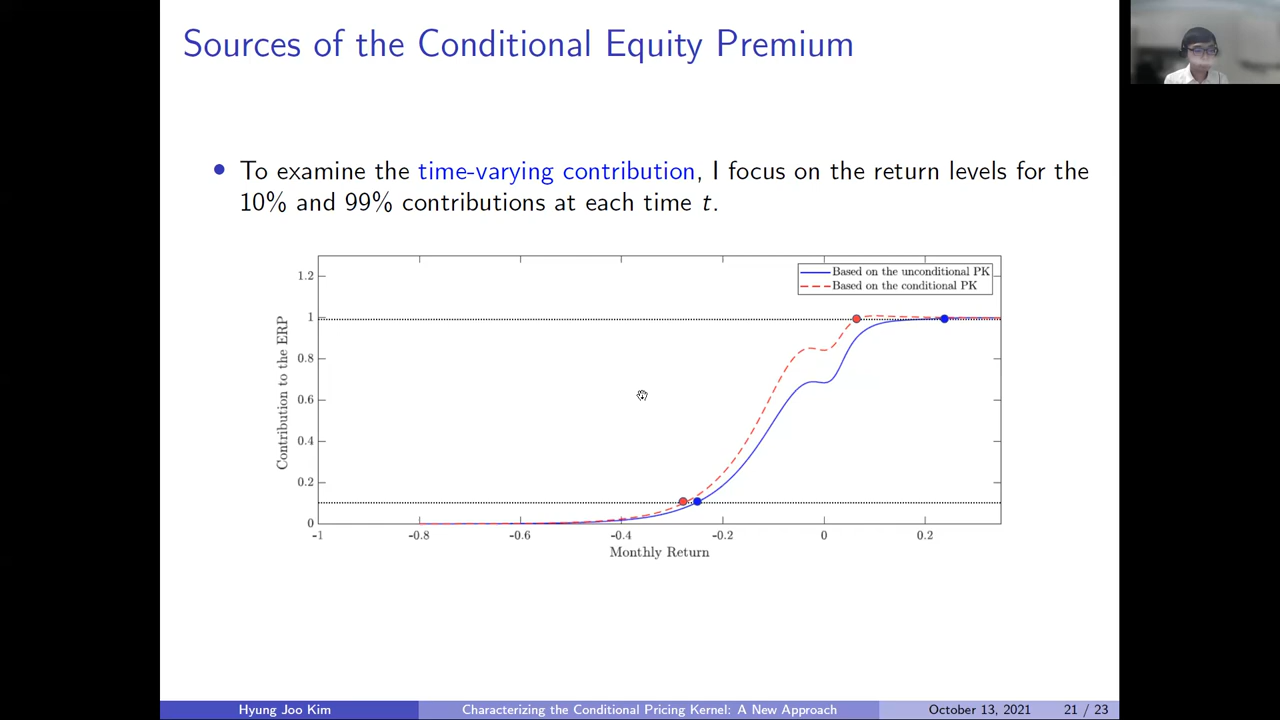 Sources of the Conditional Equity Premium
To examine the time-varying contribution, I focus on the return levels for the
10% and 99% contributions at each time t.
Based on the unconditional PK
Based on the conditional PK
Contribution to the ERP
1.2
1
0.8
0.6
0.4
0.2
0
-1 -0.8 -0.6 -0.4 -0.2 0 0.2
Monthly Return
Hyung Joo Kim Characterizing the Conditional Pricing Kernel: A New Approach October 13, 2021 21 / 23